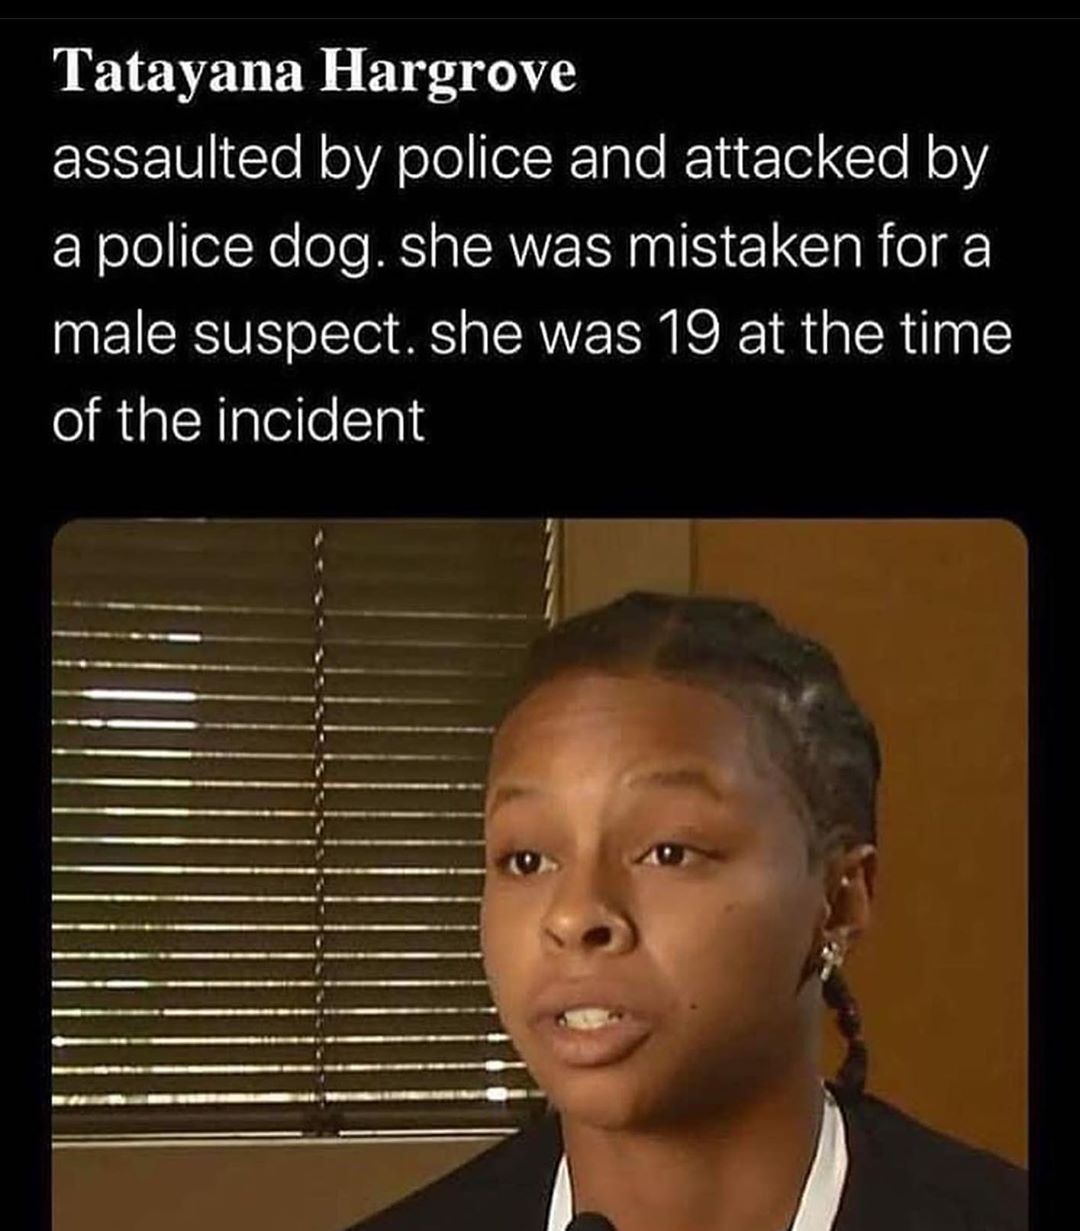 Tatayana Hargrove
assaulted by police and attacked by
a police dog. she was mistaken for a
male suspect. she was 19 at the time
of the incident